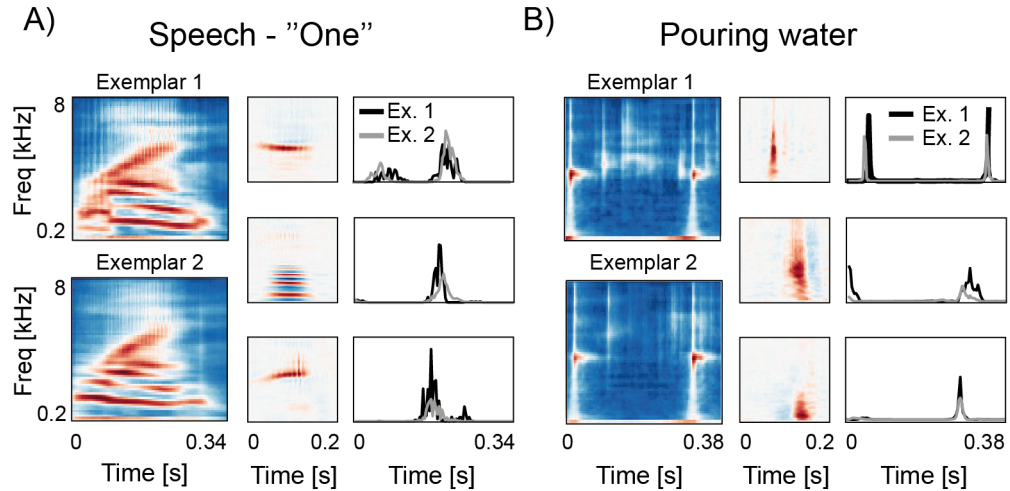 A)
Speech - ”One”
B)
Pouring water
Exemplar 1
8
Freq [kHz]
0.2
Ex. 1
Ex. 2
Exemplar 2
8
Freq [kHz]
0.2
0
0.34
Time [s]
0
0.2
Time [s]
0
0.34
Time [s]
Exemplar 1
Ex. 1
Ex. 2
Exemplar 2
0
0.38
Time [s]
0
0.2
Time [s]
0
0.38
Time [s]